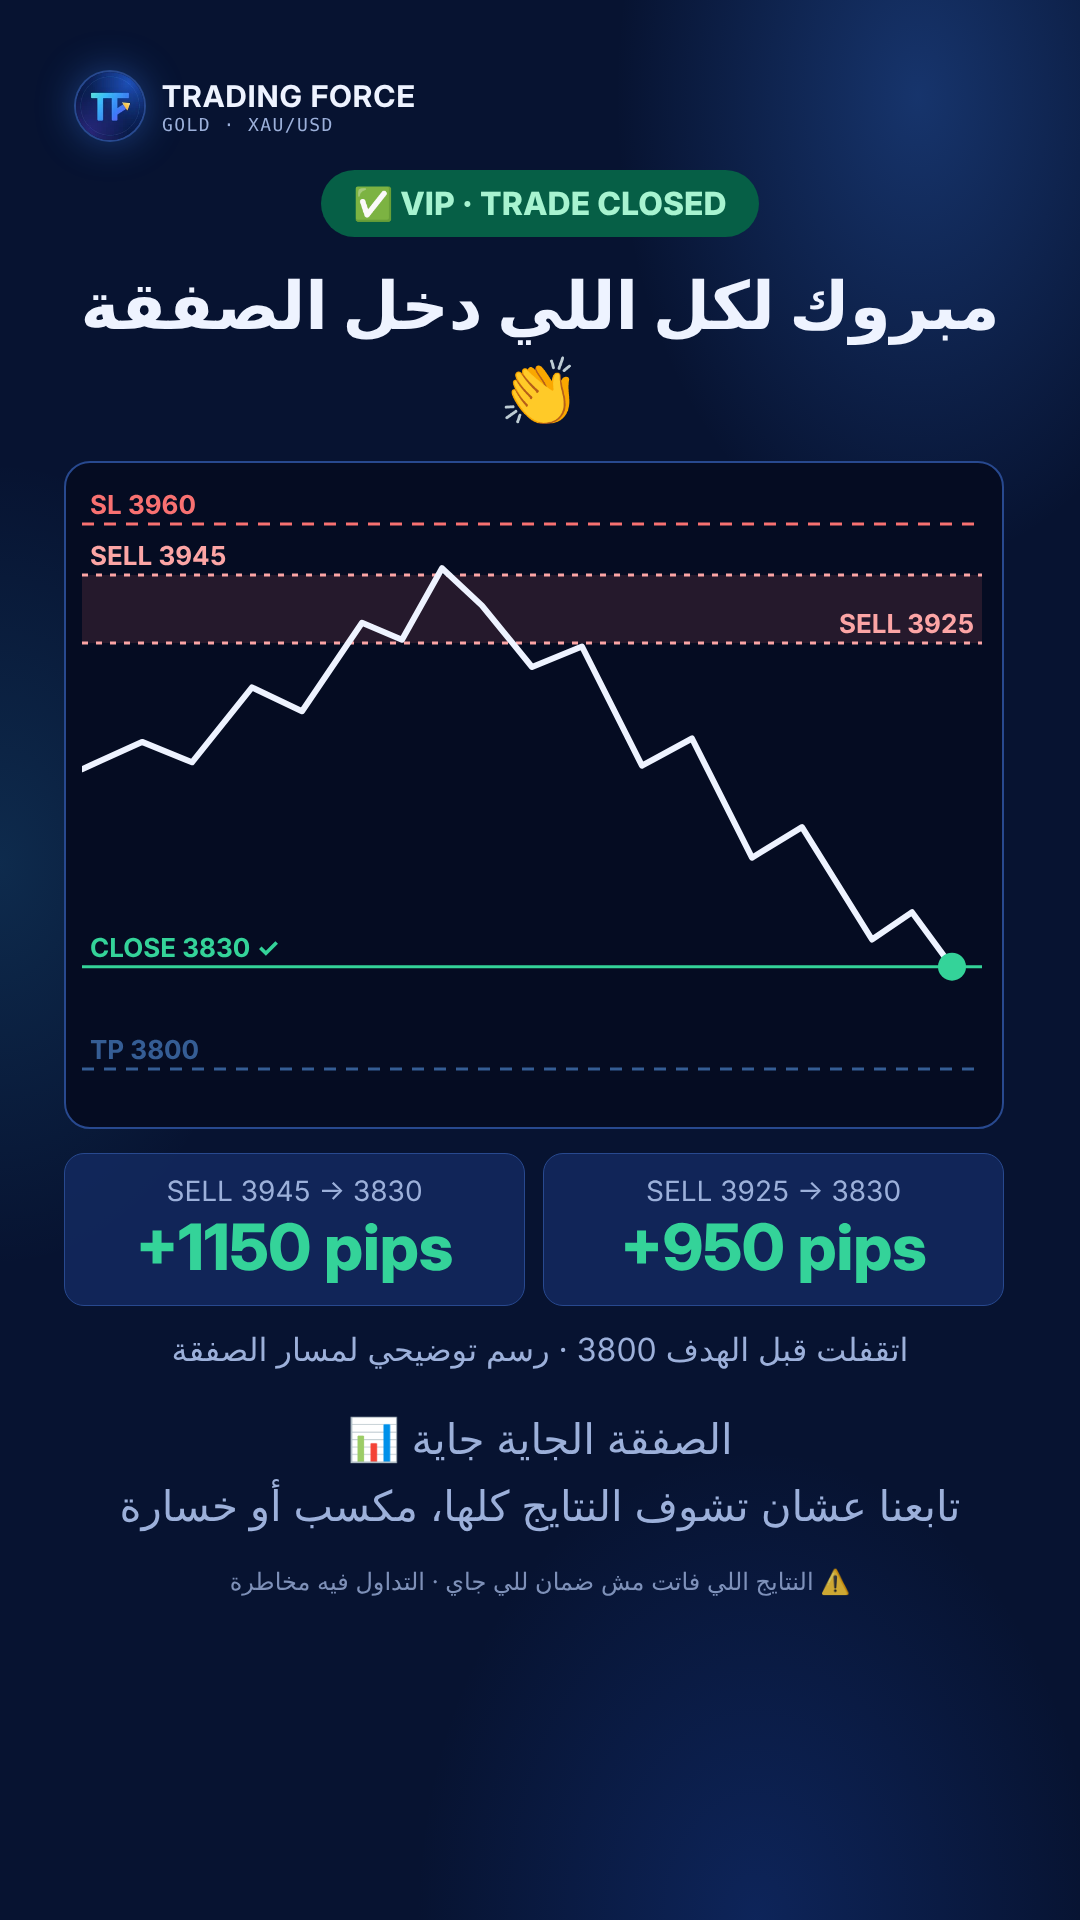 TRADING FORCE
GOLD · XAU/USD
✅ VIP · TRADE CLOSED
مبروك لكل اللي دخل الصفقة
👏
SL 3960
SELL 3945
SELL 3925
CLOSE 3830 ✓
TP 3800
SELL 3945 → 3830
+1150 pips
SELL 3925 → 3830
+950 pips
اتقفلت قبل الهدف 3800 · رسم توضيحي لمسار الصفقة
الصفقة الجاية جاية 📊
تابعنا عشان تشوف النتايج كلها، مكسب أو خسارة
⚠️ النتايج اللي فاتت مش ضمان للي جاي · التداول فيه مخاطرة